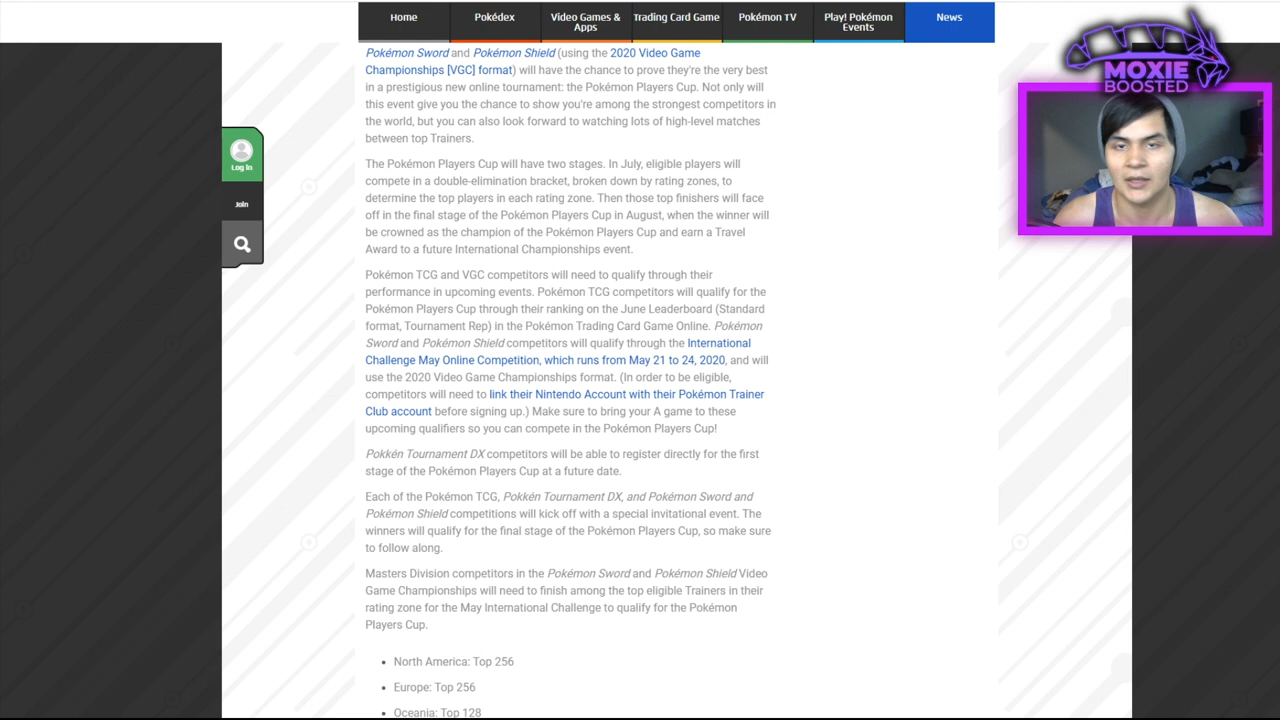 Home
Pokédex
Video Games &
Apps
Trading Card Game
Pokémon TV
Play! Pokémon
Events
News
MOXIE
BOOSTED
Log In
Join
Pokémon Sword and Pokémon Shield (using the 2020 Video Game
Championships [VGC] format) will have the chance to prove they're the very best
in a prestigious new online tournament: the Pokémon Players Cup. Not only will
this event give you the chance to show you're among the strongest competitors in
the world, but you can also look forward to watching lots of high-level matches
between top Trainers.
The Pokémon Players Cup will have two stages. In July, eligible players will
compete in a double-elimination bracket, broken down by rating zones, to
determine the top players in each rating zone. Then those top finishers will face
off in the final stage of the Pokémon Players Cup in August, when the winner will
be crowned as the champion of the Pokémon Players Cup and earn a Travel
Award to a future International Championships event.
Pokémon TCG and VGC competitors will need to qualify through their
performance in upcoming events. Pokémon TCG competitors will qualify for the
Pokémon Players Cup through their ranking on the June Leaderboard (Standard
format, Tournament Rep) in the Pokémon Trading Card Game Online. Pokémon
Sword and Pokémon Shield competitors will qualify through the International
Challenge May Online Competition, which runs from May 21 to 24, 2020, and will
use the 2020 Video Game Championships format. (In order to be eligible,
competitors will need to link their Nintendo Account with their Pokémon Trainer
Club account before signing up.) Make sure to bring your A game to these
upcoming qualifiers so you can compete in the Pokémon Players Cup!
Pokkén Tournament DX competitors will be able to register directly for the first
stage of the Pokémon Players Cup at a future date.
Each of the Pokémon TCG, Pokkén Tournament DX, and Pokémon Sword and
Pokémon Shield competitions will kick off with a special invitational event. The
winners will qualify for the final stage of the Pokémon Players Cup, so make sure
to follow along.
Masters Division competitors in the Pokémon Sword and Pokémon Shield Video
Game Championships will need to finish among the top eligible Trainers in their
rating zone for the May International Challenge to qualify for the Pokémon
Players Cup.
• North America: Top 256
• Europe: Top 256
• Oceania: Top 128